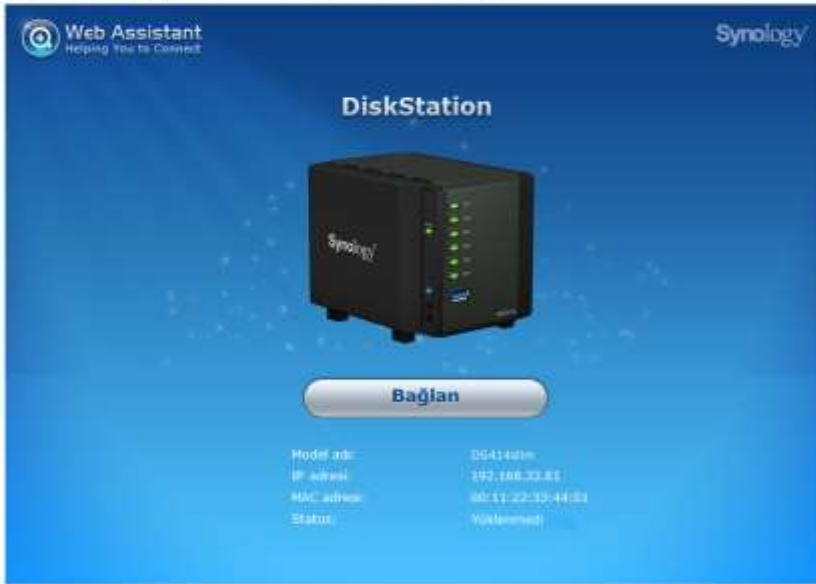 Web Assistant
Helping You to Connect
Synology
DiskStation
Synology
Bağlan
Model adı: DS414slim
IP adresi: 192.168.32.81
MAC adresi: 00:11:22:33:44:01
Status: Yüklenmedi